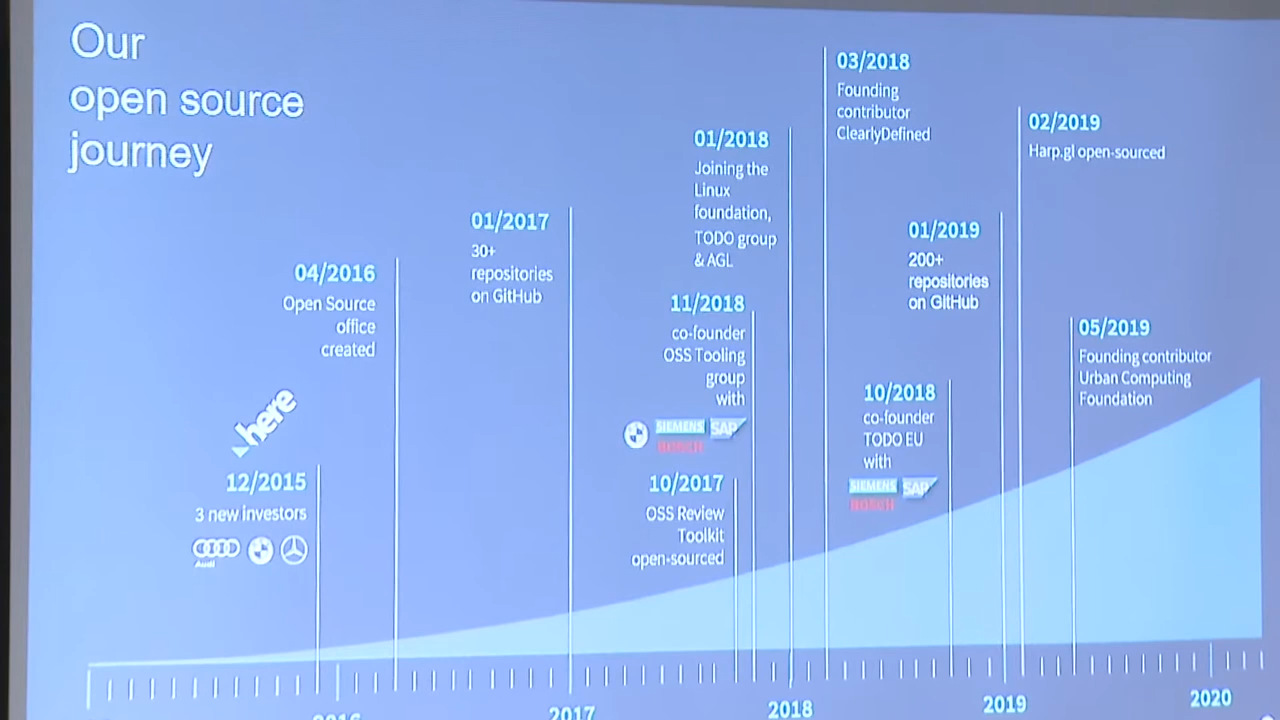 Our
open source
journey
here
12/2015
3 new investors
Audi
04/2016
Open Source
office
created
01/2017
30+
repositories
on GitHub
10/2017
OSS Review
Toolkit
open-sourced
11/2018
co-founder
OSS Tooling
group
with
SIEMENS SAP
BOSCH
01/2018
Joining the
Linux
foundation,
TODO group
& AGL
03/2018
Founding
contributor
ClearlyDefined
10/2018
co-founder
TODO EU
with
SIEMENS SAP
BOSCH
01/2019
200+
repositories
on GitHub
02/2019
Harp.gl open-sourced
05/2019
Founding contributor
Urban Computing
Foundation
2016
2017
2018
2019
2020